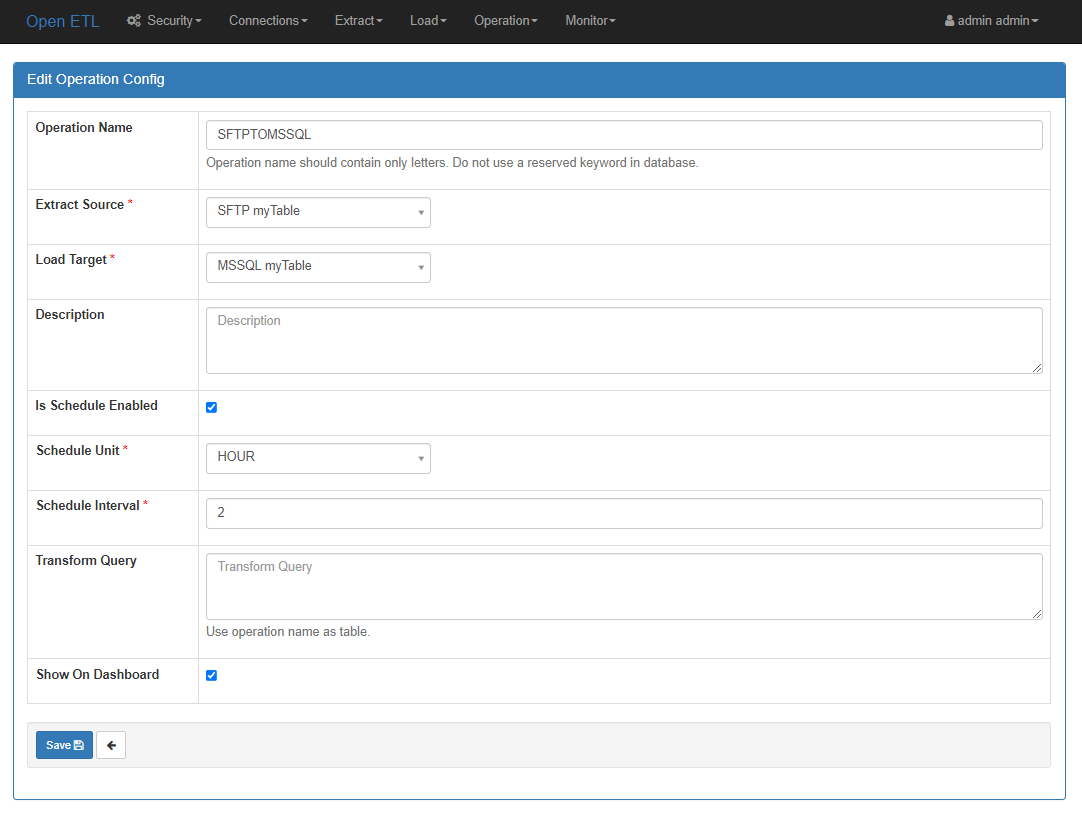 Open ETL Security Connections Extract Load Operation Monitor admin admin
Edit Operation Config
Operation Name SFTPTOMSSQL
Operation name should contain only letters. Do not use a reserved keyword in database.
Extract Source * SFTP myTable
Load Target * MSSQL myTable
Description Description
Is Schedule Enabled
Schedule Unit * HOUR
Schedule Interval * 2
Transform Query Transform Query
Use operation name as table.
Show On Dashboard
Save